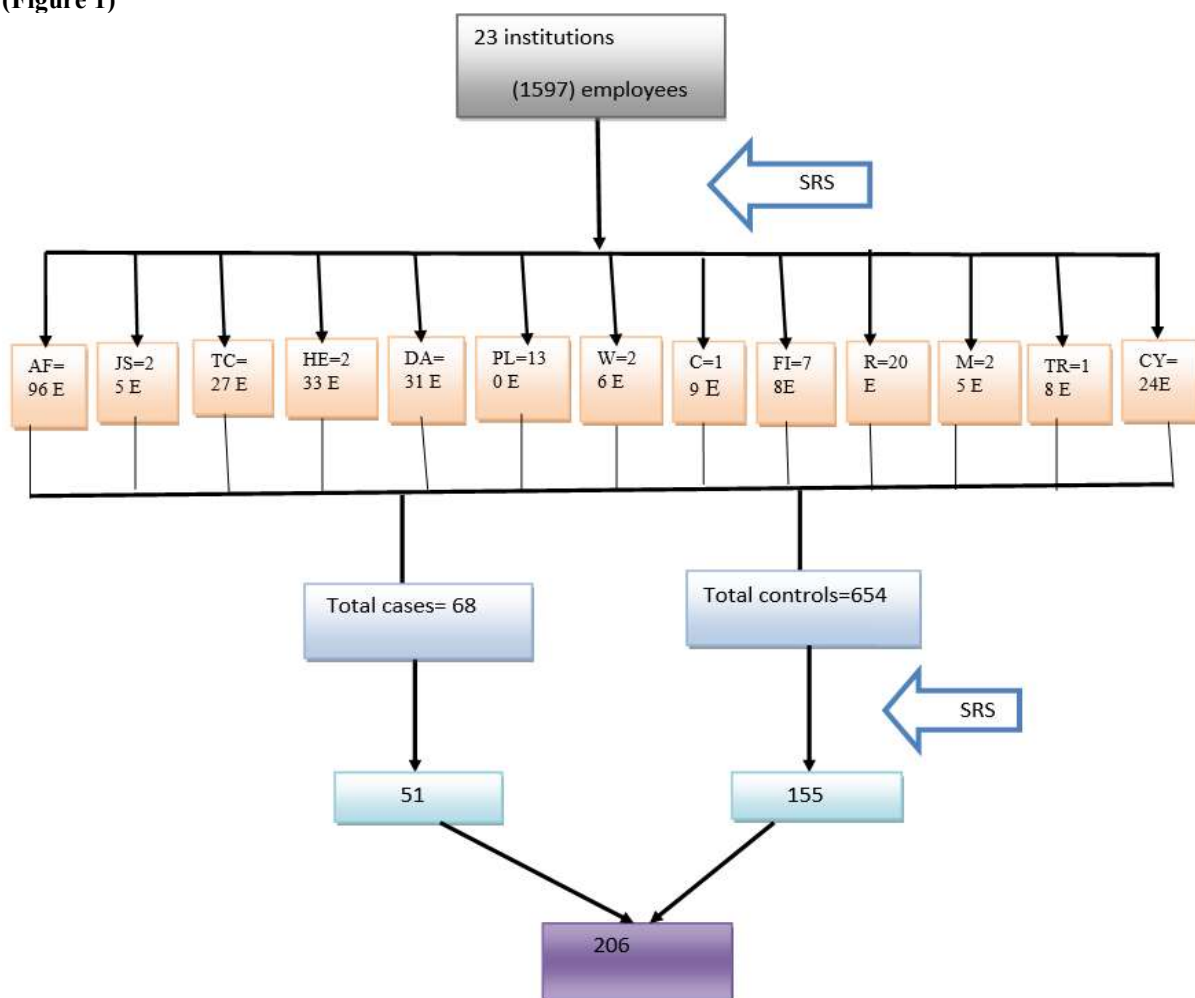 (Figure 1)
23 institutions
(1597) employees
SRS
AF=
96 E
JS=2
5 E
TC=
27 E
HE=2
33 E
DA=
31 E
PL=13
0 E
W=2
6 E
C=1
9 E
FI=7
8E
R=20
E
M=2
5 E
TR=1
8 E
CY=
24E
Total cases= 68
Total controls=654
SRS
51
155
206